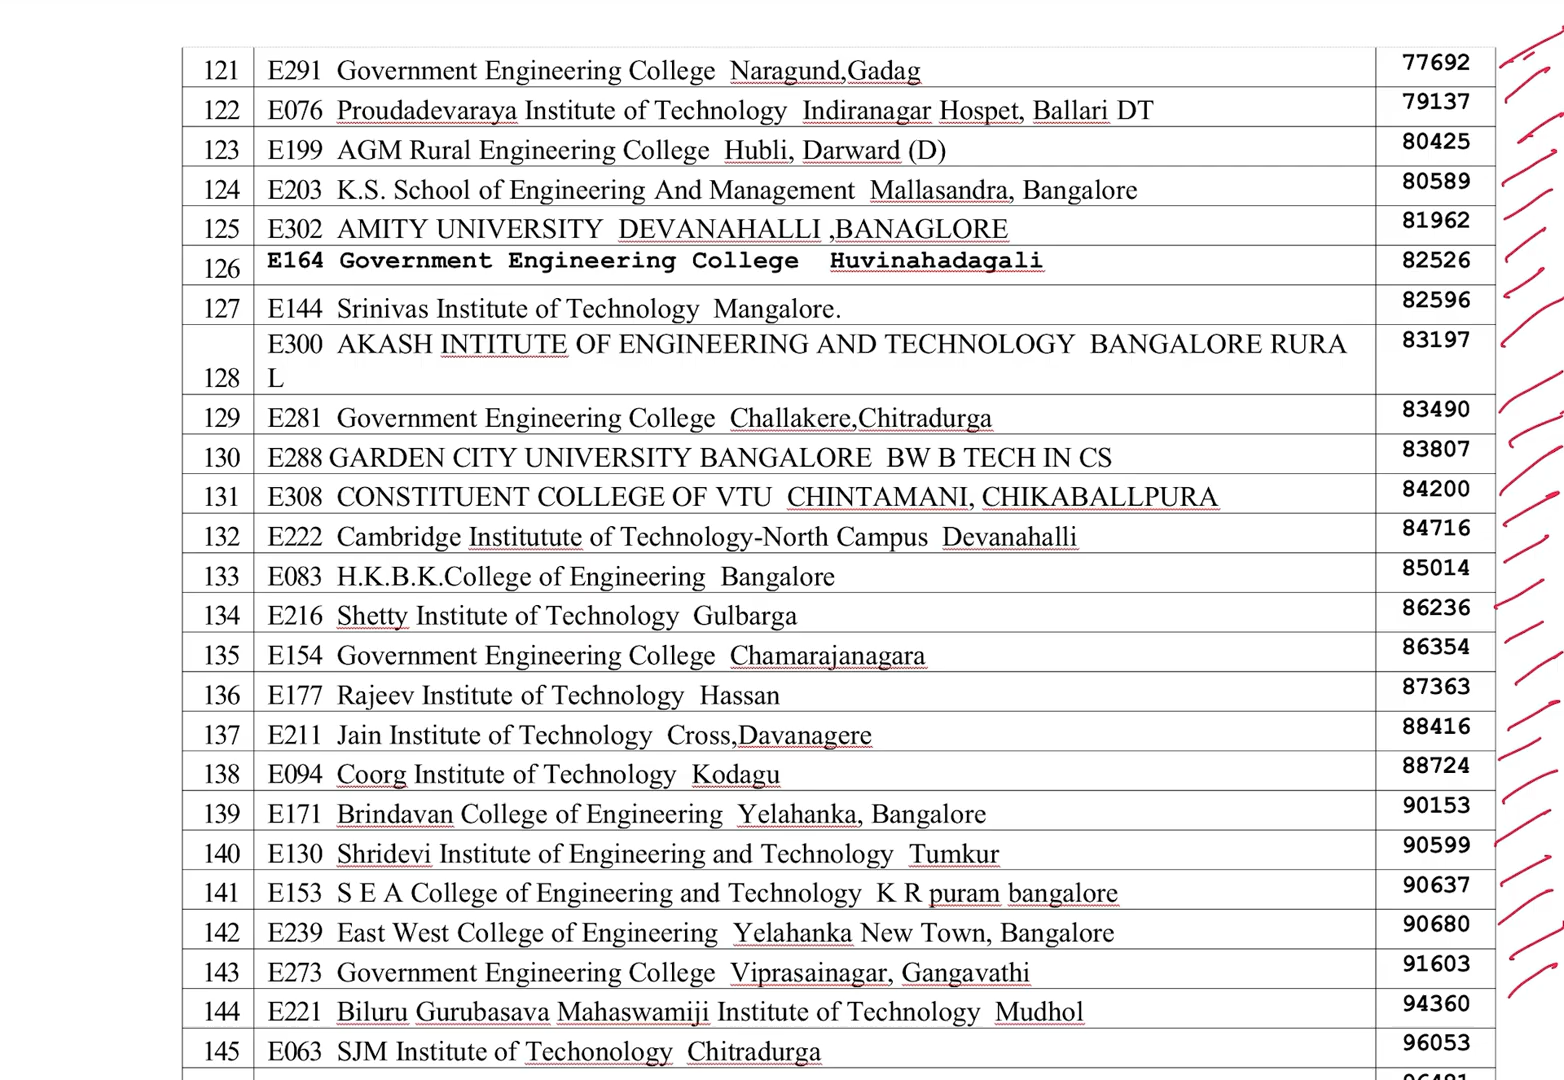 121 E291 Government Engineering College Naragund,Gadag 77692
122 E076 Proudadevaraya Institute of Technology Indiranagar Hospet, Ballari DT 79137
123 E199 AGM Rural Engineering College Hubli, Darward (D) 80425
124 E203 K.S. School of Engineering And Management Mallasandra, Bangalore 80589
125 E302 AMITY UNIVERSITY DEVANAHALLI ,BANAGLORE 81962
126 E164 Government Engineering College Huvinahadagali 82526
127 E144 Srinivas Institute of Technology Mangalore. 82596
E300 AKASH INTITUTE OF ENGINEERING AND TECHNOLOGY BANGALORE RURA 83197
128 L
129 E281 Government Engineering College Challakere,Chitradurga 83490
130 E288 GARDEN CITY UNIVERSITY BANGALORE BW B TECH IN CS 83807
131 E308 CONSTITUENT COLLEGE OF VTU CHINTAMANI, CHIKABALLPURA 84200
132 E222 Cambridge Institutute of Technology-North Campus Devanahalli 84716
133 E083 H.K.B.K.College of Engineering Bangalore 85014
134 E216 Shetty Institute of Technology Gulbarga 86236
135 E154 Government Engineering College Chamarajanagara 86354
136 E177 Rajeev Institute of Technology Hassan 87363
137 E211 Jain Institute of Technology Cross,Davanagere 88416
138 E094 Coorg Institute of Technology Kodagu 88724
139 E171 Brindavan College of Engineering Yelahanka, Bangalore 90153
140 E130 Shridevi Institute of Engineering and Technology Tumkur 90599
141 E153 S E A College of Engineering and Technology K R puram bangalore 90637
142 E239 East West College of Engineering Yelahanka New Town, Bangalore 90680
143 E273 Government Engineering College Viprasainagar, Gangavathi 91603
144 E221 Biluru Gurubasava Mahaswamiji Institute of Technology Mudhol 94360
145 E063 SJM Institute of Techonology Chitradurga 96053